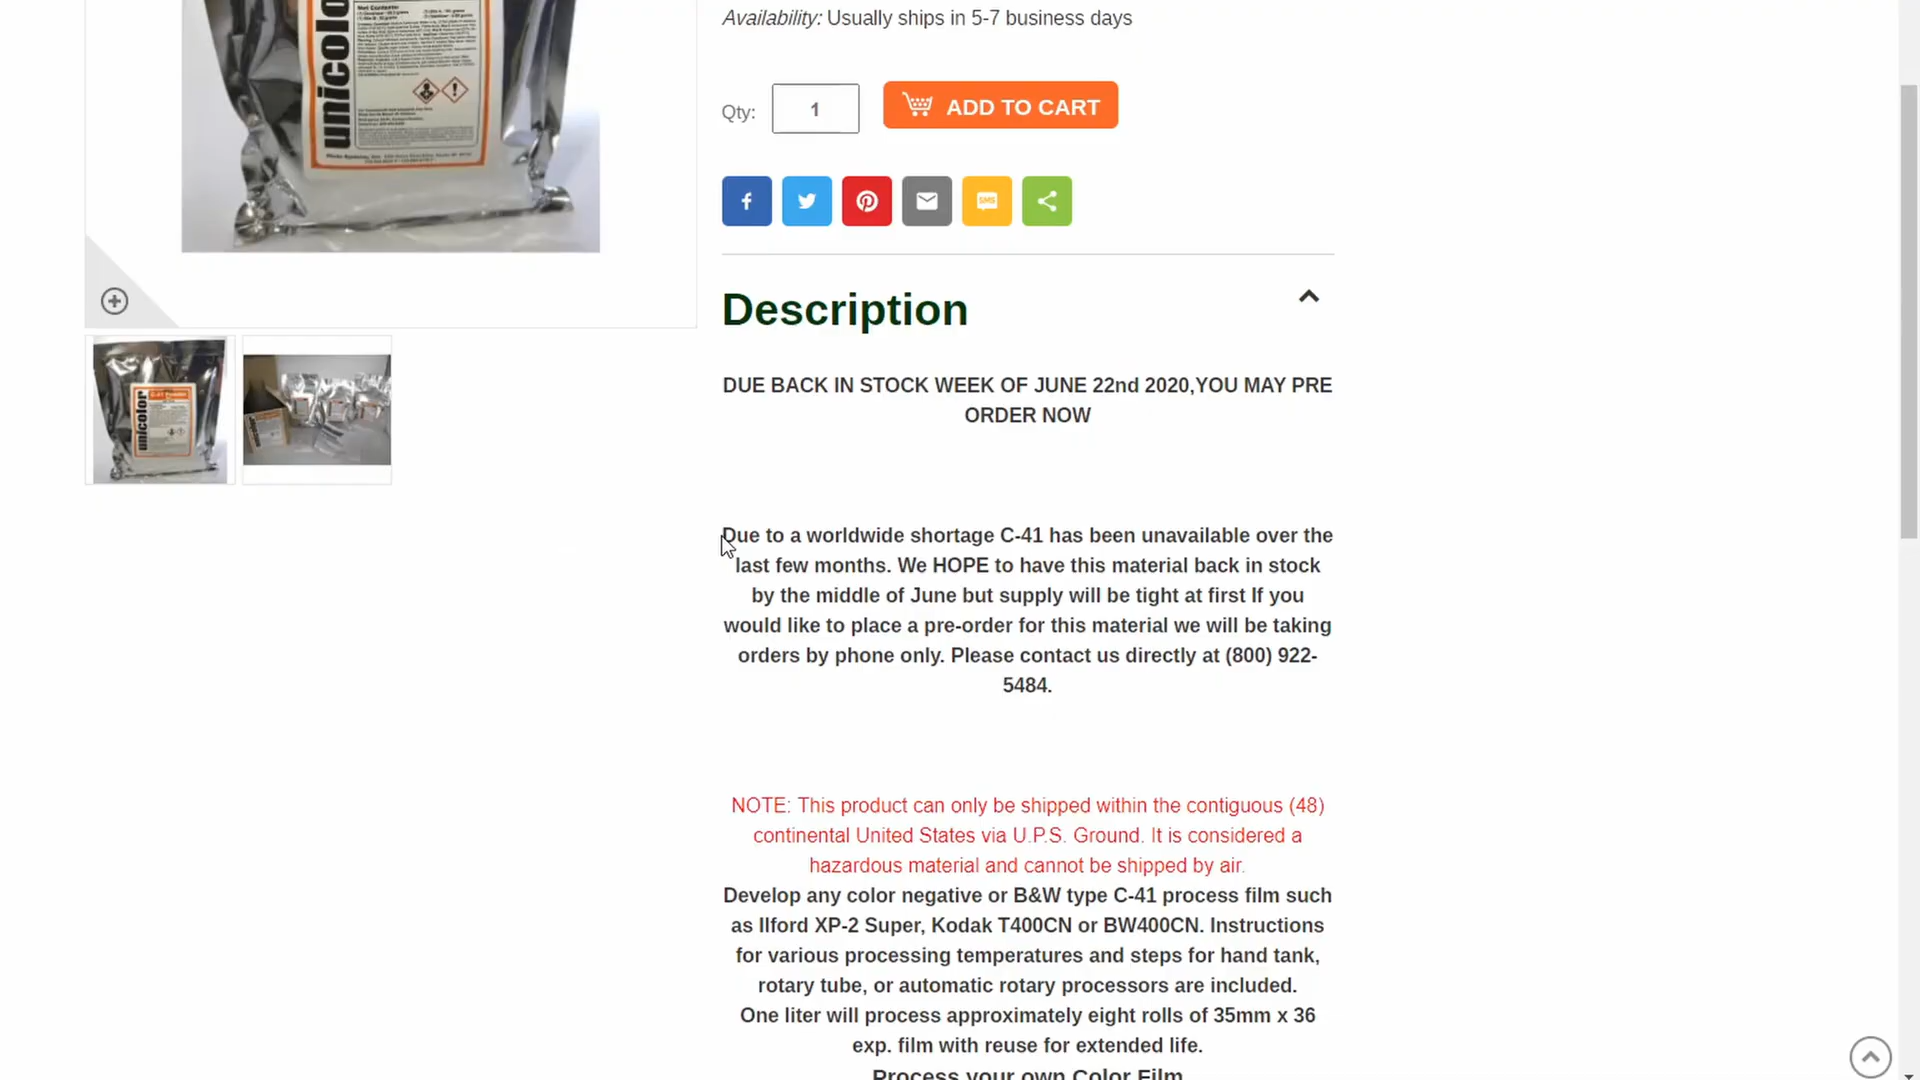 Availability: Usually ships in 5-7 business days
unicolor
Net Contents:
Qty:
1
ADD TO CART
SMS
Description
DUE BACK IN STOCK WEEK OF JUNE 22nd 2020,YOU MAY PRE
ORDER NOW
unicolor
C-41 Powder
Due to a worldwide shortage C-41 has been unavailable over the
last few months. We HOPE to have this material back in stock
by the middle of June but supply will be tight at first If you
would like to place a pre-order for this material we will be taking
orders by phone only. Please contact us directly at (800) 922-
5484.
NOTE: This product can only be shipped within the contiguous (48)
continental United States via U.P.S. Ground. It is considered a
hazardous material and cannot be shipped by air.
Develop any color negative or B&W type C-41 process film such
as Ilford XP-2 Super, Kodak T400CN or BW400CN. Instructions
for various processing temperatures and steps for hand tank,
rotary tube, or automatic rotary processors are included.
One liter will process approximately eight rolls of 35mm x 36
exp. film with reuse for extended life.
Process your own Color Film